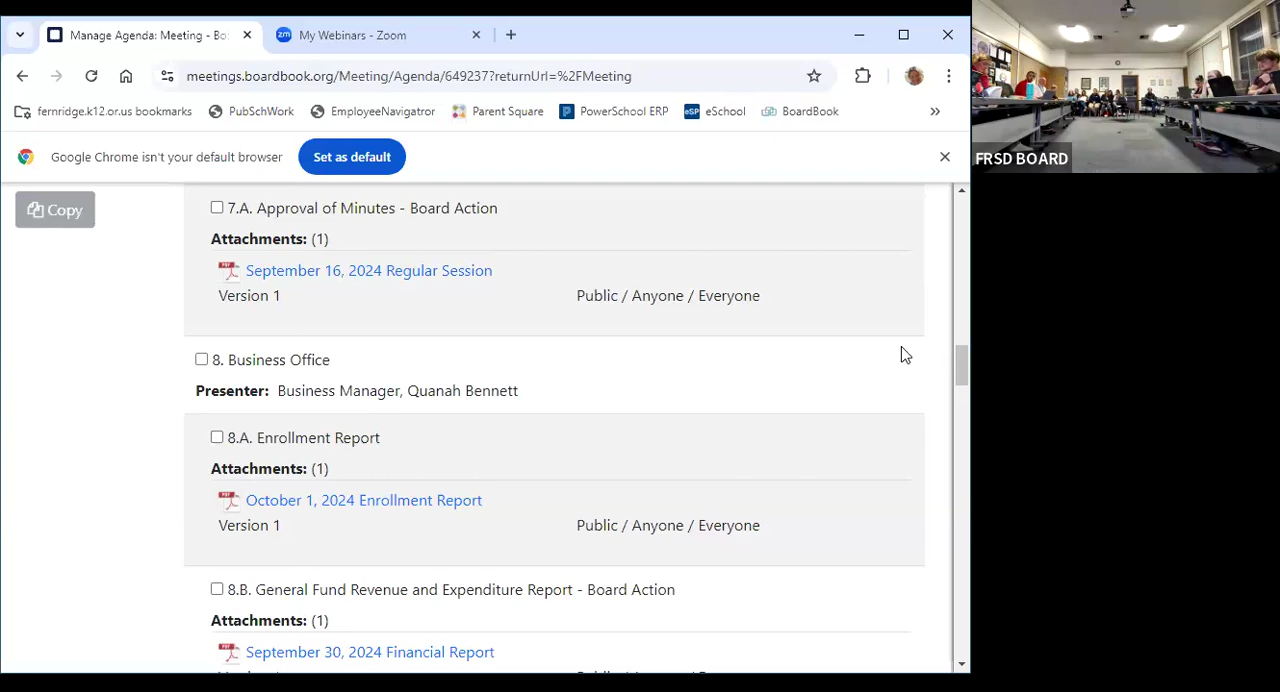 Manage Agenda: Meeting - Bo
My Webinars - Zoom
meetings.boardbook.org/Meeting/Agenda/649237?returnUrl=%2FMeeting
fernridge.k12.or.us bookmarks
PubSchWork
EmployeeNavigator
Parent Square
PowerSchool ERP
eSchool
BoardBook
Google Chrome isn't your default browser
Set as default
FRSD BOARD
Copy
7.A. Approval of Minutes - Board Action
Attachments: (1)
September 16, 2024 Regular Session
Version 1
Public / Anyone / Everyone
8. Business Office
Presenter: Business Manager, Quanah Bennett
8.A. Enrollment Report
Attachments: (1)
October 1, 2024 Enrollment Report
Version 1
Public / Anyone / Everyone
8.B. General Fund Revenue and Expenditure Report - Board Action
Attachments: (1)
September 30, 2024 Financial Report